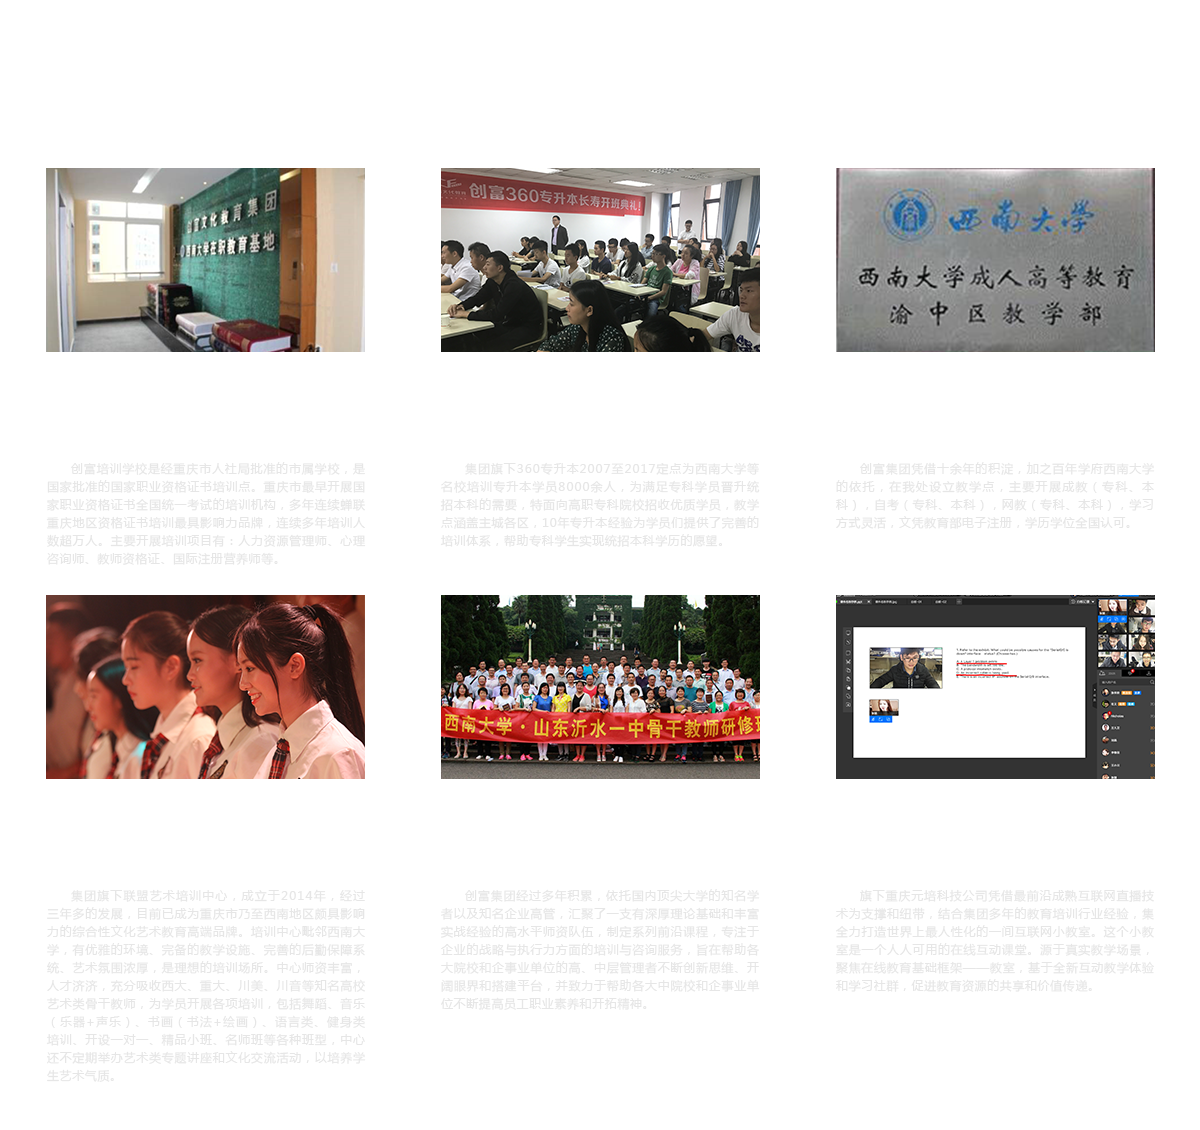 创富文化教育集团
西南大学在职教育基地
创富360专升本长寿开班典礼！
西南大学
西南大学成人高等教育
渝中区教学部
创富培训学校是经重庆市人社局批准的市属学校，是
国家批准的国家职业资格证书培训点。重庆市最早开展国
家职业资格证书全国统一考试的培训机构，多年连续蝉联
重庆地区资格证书培训最具影响力品牌，连续多年培训人
数超万人。主要开展培训项目有：人力资源管理师、心理
咨询师、教师资格证、国际注册营养师等。
集团旗下360专升本2007至2017定点为西南大学等
名校培训专升本学员8000余人，为满足专科学员晋升统
招本科的需要，特面向高职专科院校招收优质学员，教学
点涵盖主城各区，10年专升本经验为学员们提供了完善的
培训体系，帮助专科学生实现统招本科学历的愿望。
创富集团凭借十余年的积淀，加之百年学府西南大学
的依托，在我处设立教学点，主要开展成教（专科、本
科），自考（专科、本科），网教（专科、本科），学习
方式灵活，文凭教育部电子注册，学历学位全国认可。
西南大学·山东沂水一中骨干教师研修班
集团旗下联盟艺术培训中心，成立于2014年，经过
三年多的发展，目前已成为重庆市乃至西南地区颇具影响
力的综合性文化艺术教育高端品牌。培训中心毗邻西南大
学，有优雅的环境、完备的教学设施、完善的后勤保障系
统、艺术氛围浓厚，是理想的培训场所。中心师资丰富，
人才济济，充分吸收西大、重大、川美、川音等知名高校
艺术类骨干教师，为学员开展各项培训，包括舞蹈、音乐
（乐器+声乐）、书画（书法+绘画）、语言类、健身类
培训、开设一对一、精品小班、名师班等各种班型，中心
还不定期举办艺术类专题讲座和文化交流活动，以培养学
生艺术气质。
创富集团经过多年积累，依托国内顶尖大学的知名学
者以及知名企业高管，汇聚了一支有深厚理论基础和丰富
实战经验的高水平师资队伍，制定系列前沿课程，专注于
企业的战略与执行力方面的培训与咨询服务，旨在帮助各
大院校和企事业单位的高、中层管理者不断创新思维、开
阔眼界和搭建平台，并致力于帮助各大中院校和企事业单
位不断提高员工职业素养和开拓精神。
旗下重庆元培科技公司凭借最前沿成熟互联网直播技
术为支撑和纽带，结合集团多年的教育培训行业经验，集
全力打造世界上最人性化的一间互联网小教室。这个小教
室是一个人人可用的在线互动课堂。源于真实教学场景，
聚焦在线教育基础框架——教室，基于全新互动教学体验
和学习社群，促进教育资源的共享和价值传递。